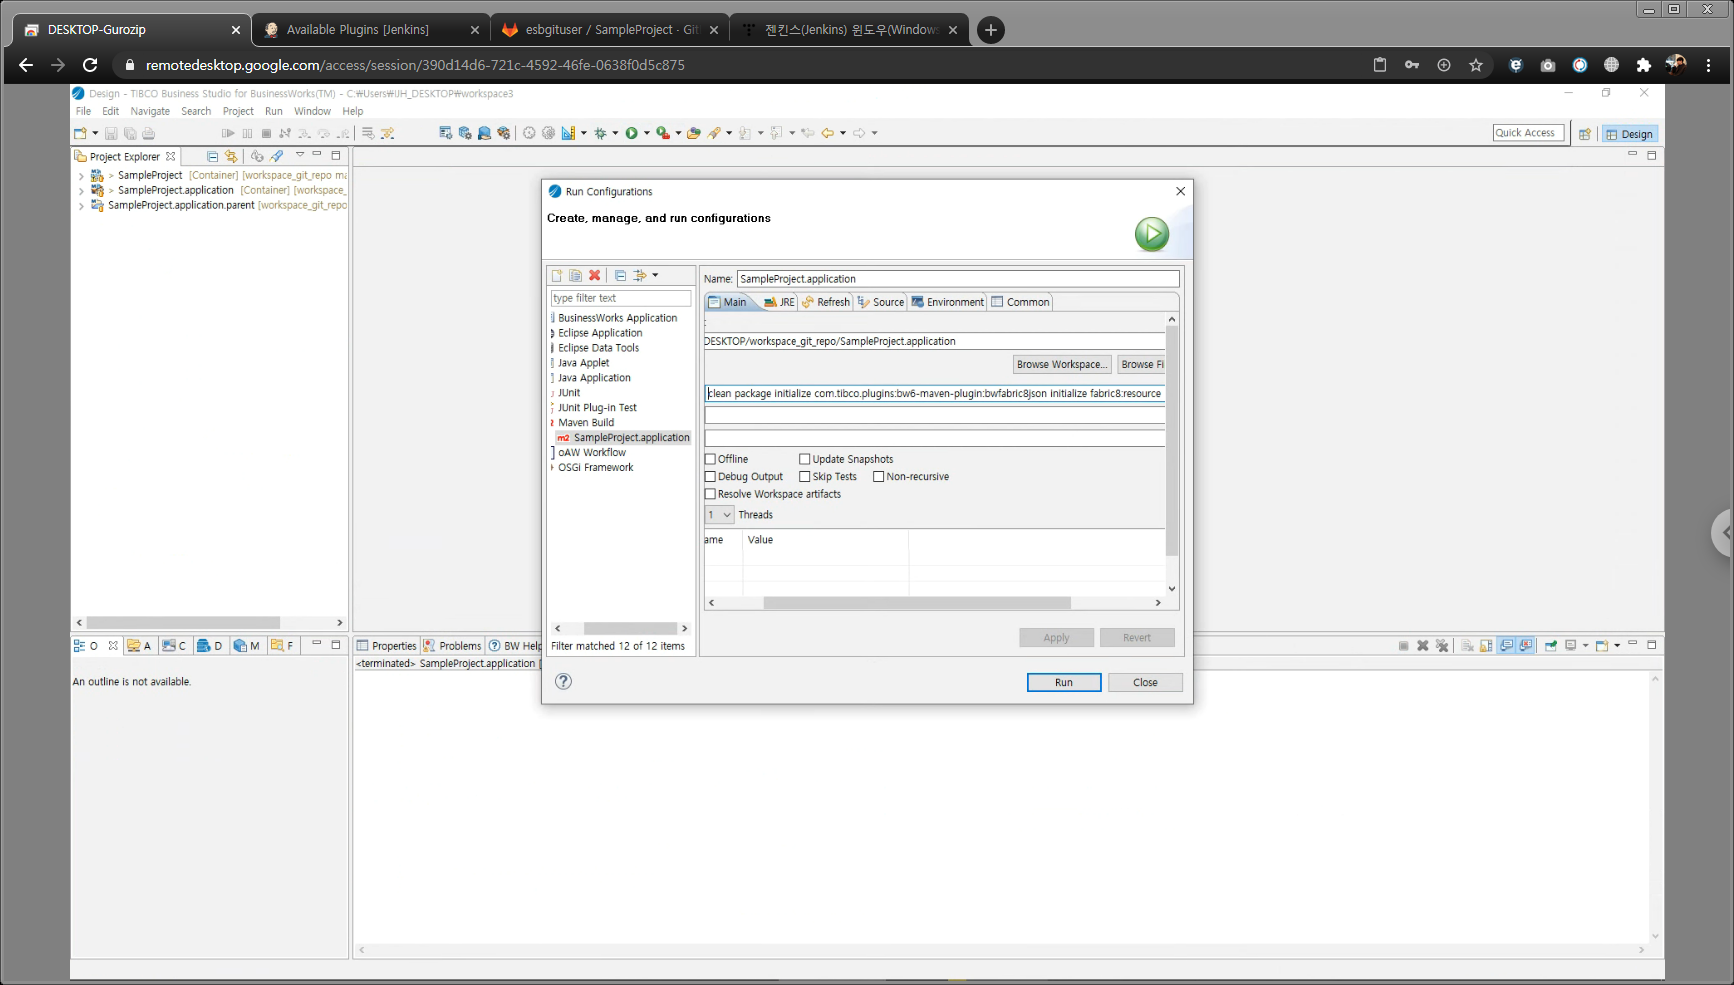 DESKTOP-Gurozip
Available Plugins [Jenkins]
esbgituser / SampleProject · Git
젠킨스(Jenkins) 윈도우(Windows
remotedesktop.google.com/access/session/390d14d6-721c-4592-46fe-0638f0d5c875
Design - TIBCO Business Studio for BusinessWorks(TM) - C:₩Users₩IJH_DESKTOP₩workspace3
File Edit Navigate Search Project Run Window Help
Quick Access
Design
Project Explorer
> SampleProject [Container] [workspace_git_repo ma
> SampleProject.application [Container] [workspace_
SampleProject.application.parent [workspace_git_repo
Run Configurations
Create, manage, and run configurations
type filter text
BusinessWorks Application
Eclipse Application
Eclipse Data Tools
Java Applet
Java Application
JUnit
JUnit Plug-in Test
Maven Build
m2 SampleProject.application
oAW Workflow
OSGi Framework
Filter matched 12 of 12 items
Name: SampleProject.application
Main JRE Refresh Source Environment Common
DESKTOP/workspace_git_repo/SampleProject.application
Browse Workspace... Browse Fi
clean package initialize com.tibco.plugins:bw6-maven-plugin:bwfabric8json initialize fabric8:resource
Offline Update Snapshots
Debug Output Skip Tests Non-recursive
Resolve Workspace artifacts
1 Threads
ame Value
Apply Revert
Run Close
O A C D M F
An outline is not available.
Properties Problems BW Help
<terminated> SampleProject.application [